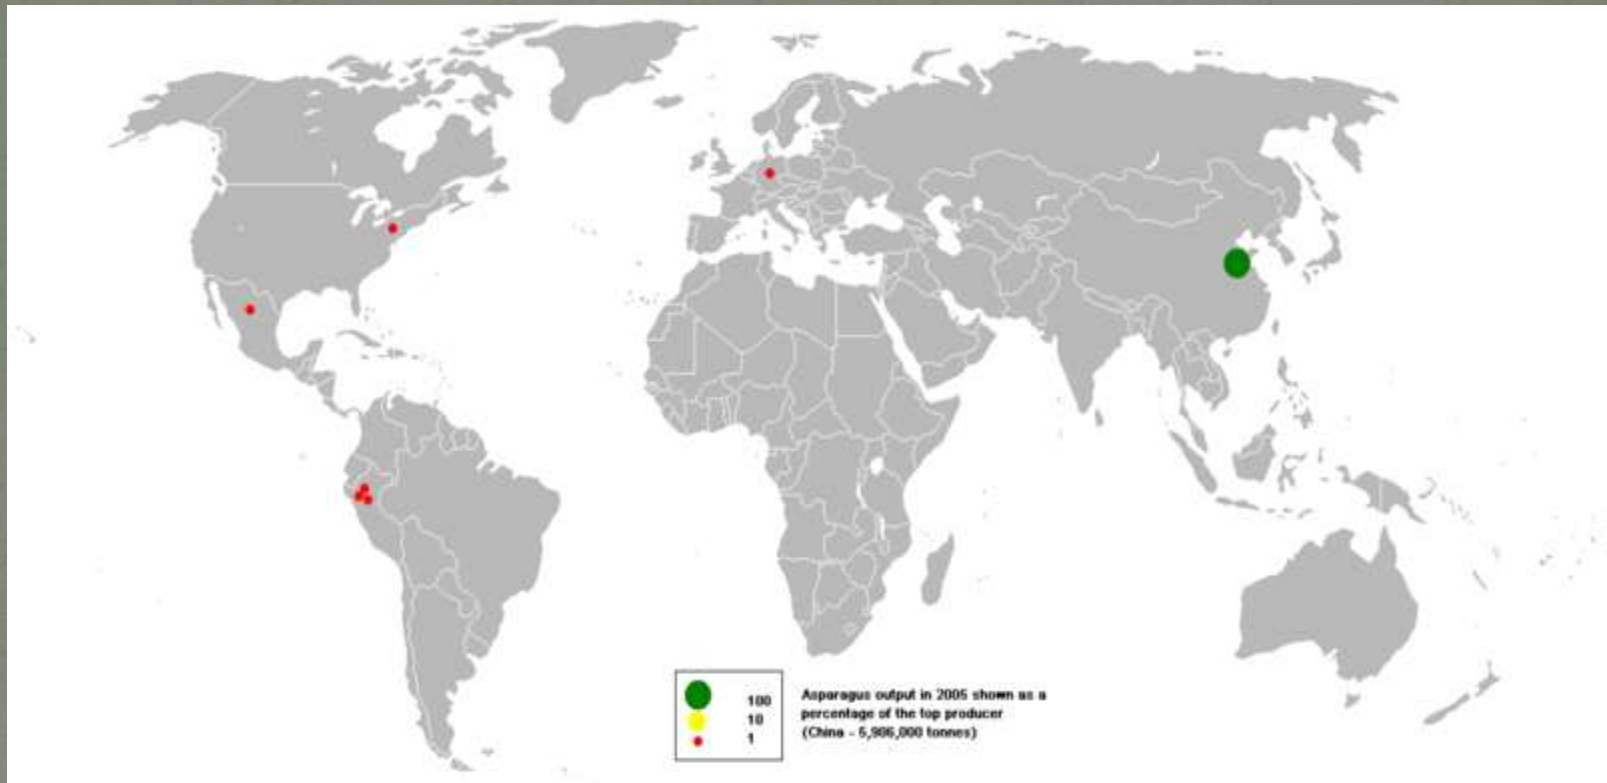 100
10
1
Asparagus output in 2005 shown as a
percentage of the top producer
(China - 5,906,000 tonnes)